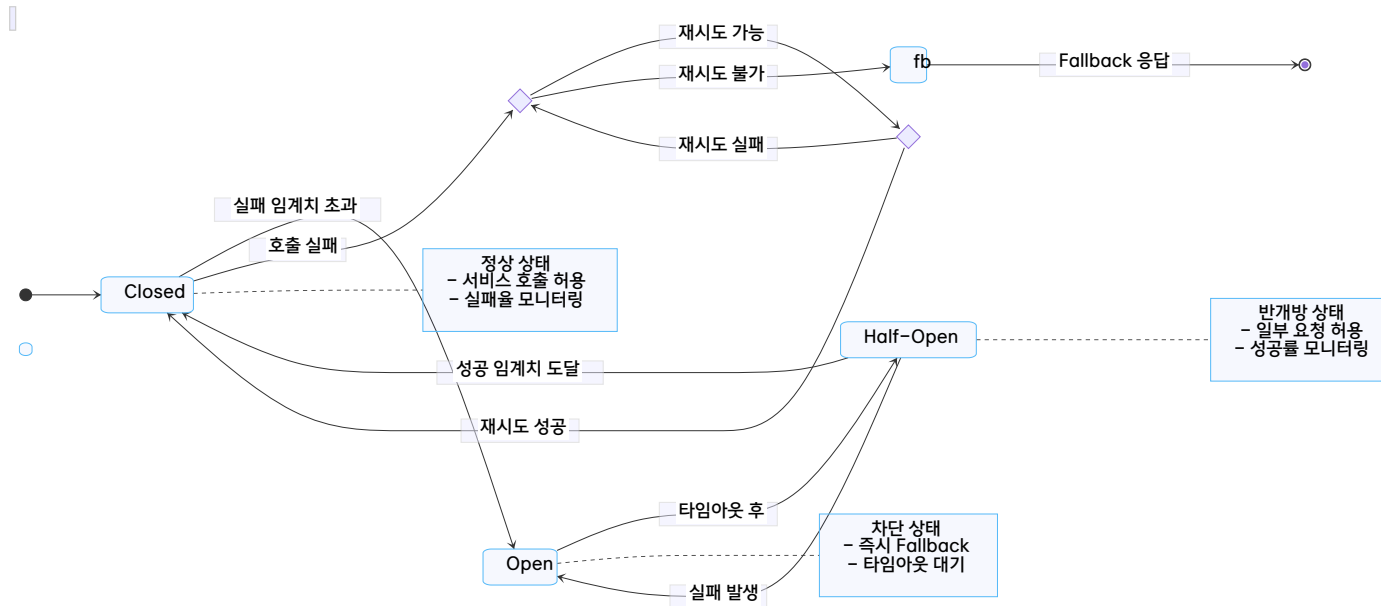 재시도 가능
재시도 불가
fb
Fallback 응답
재시도 실패
실패 임계치 초과
호출 실패
정상 상태
– 서비스 호출 허용
– 실패율 모니터링
Closed
반개방 상태
– 일부 요청 허용
– 성공률 모니터링
Half-Open
성공 임계치 도달
재시도 성공
타임아웃 후
차단 상태
– 즉시 Fallback
– 타임아웃 대기
Open
실패 발생